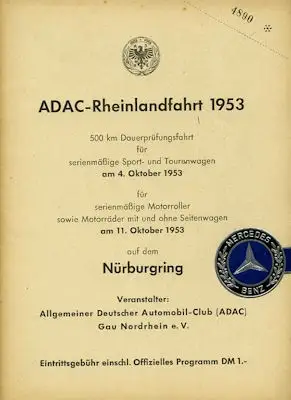 4890
*
ADAC-Rheinlandfahrt 1953
500 km Dauerprüfungsfahrt
für
serienmäßige Sport- und Tourenwagen
am 4. Oktober 1953
für
serienmäßige Motorroller
sowie Motorräder mit und ohne Seitenwagen
am 11. Oktober 1953
auf dem
Nürburgring
MERCEDES
BENZ
Veranstalter:
Allgemeiner Deutscher Automobil-Club (ADAC)
Gau Nordrhein e. V.
Eintrittsgebühr einschl. Offizielles Programm DM 1.-